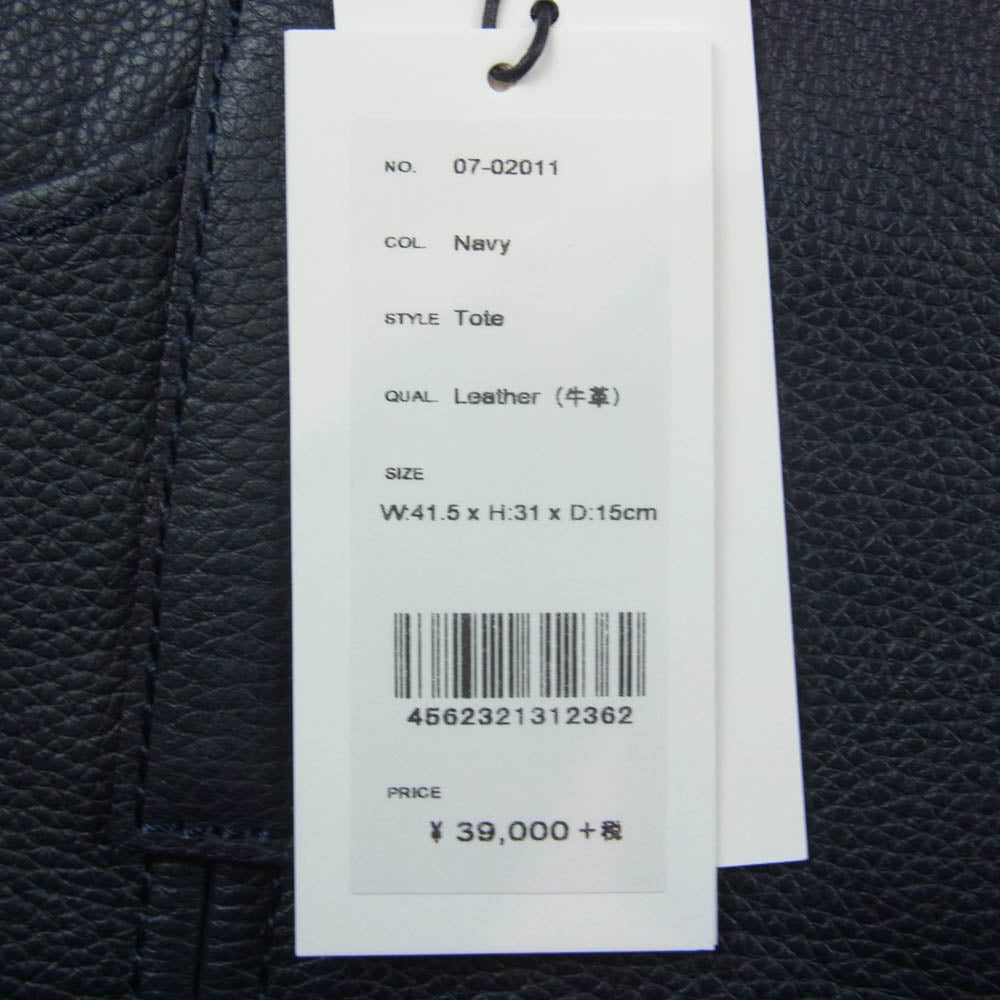 NO. 07-02011
COL. Navy
STYLE Tote
QUAL. Leather（牛革）
SIZE
W:41.5 x H:31 x D:15cm
4562321312362
PRICE
¥ 39,000 +税